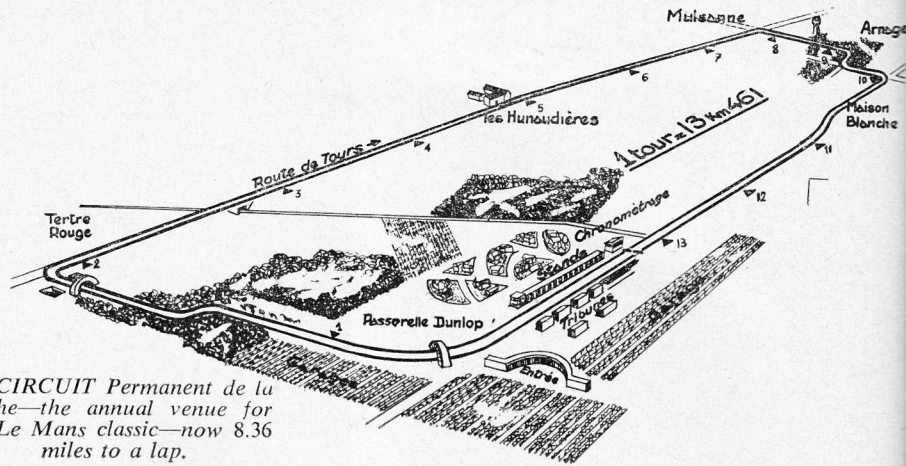 Mulsanne
Arnage
8
7
9
6
10
Maison
Blanche
5
les Hunaudières
4
11
1 tour = 13 Km 461
Route de Tours
3
12
Chronométrage
13
Tertre
Rouge
2
Stands
Tribunes
1
Passerelle Dunlop
Entrée
CIRCUIT Permanent de la
he—the annual venue for
Le Mans classic—now 8.36
miles to a lap.